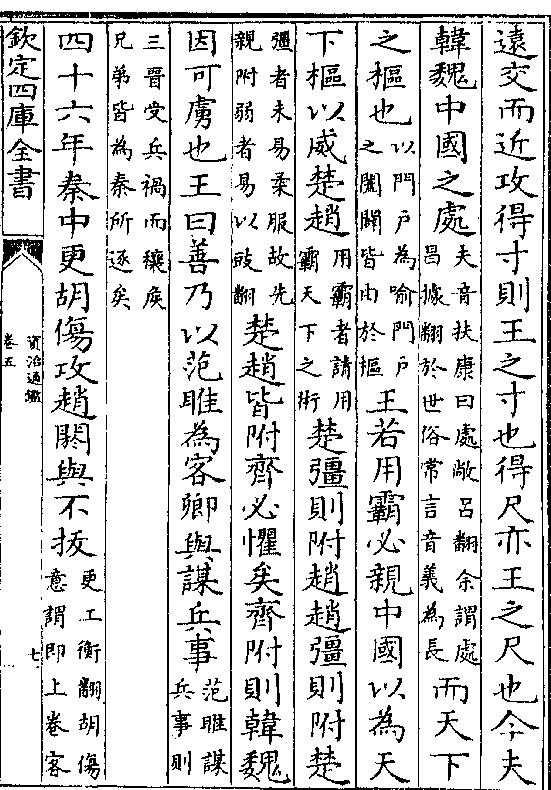 遠交而近攻得寸則王之寸也得尺亦王之尺也今夫
韓魏中國之處夫音扶康曰處敞呂翻余謂處昌據翻於世俗常言音義為長而天下
之樞也以門戶為喻門戶之闔闢皆由於樞王若用霸必親中國以為天
下樞以威楚趙用霸者請用霸天下之術楚彊則附趙趙彊則附楚
彊者未易柔服故先親附弱者易以豉翻楚趙皆附齊必懼矣齊附則韓魏
因可虜也王曰善乃以范睢為客卿與謀兵事范睢謀兵事則
三晉受兵禍而穰矦兄弟皆為秦所逐矣
四十六年秦中更胡傷攻趙閼與不拔更工衡翻胡傷意謂即上卷客
欽定四庫全書
資治通鑑
卷五
七